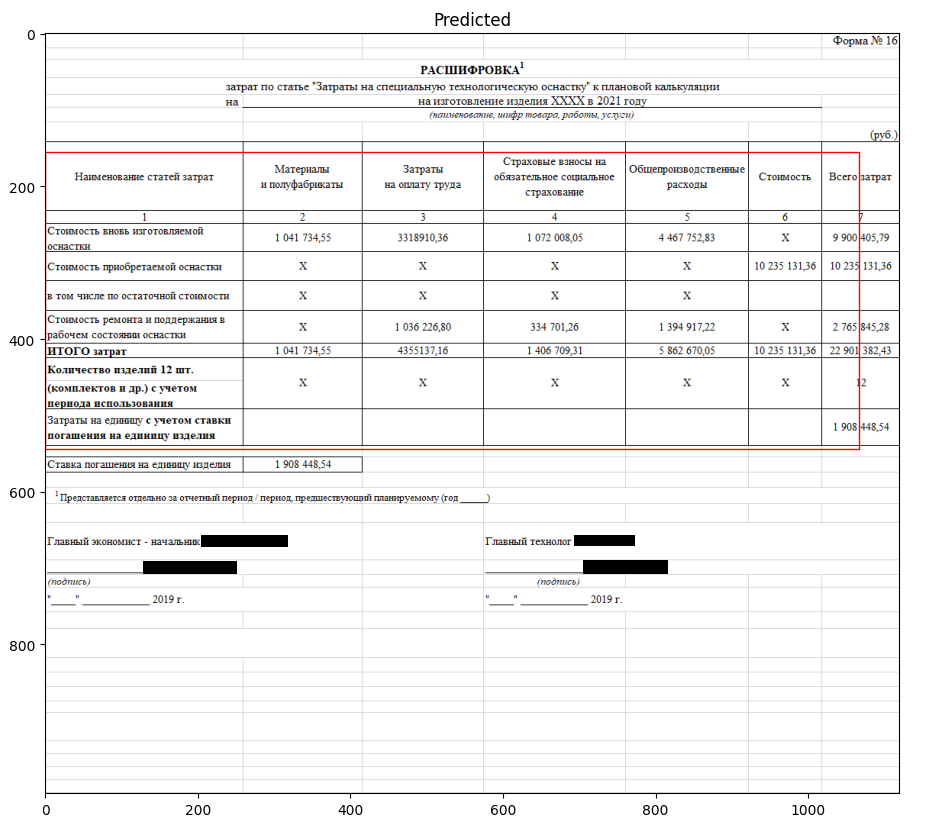 Predicted
Форма № 16
РАСШИФРОВКА1
затрат по статье "Затраты на специальную технологическую оснастку" к плановой калькуляции
на на изготовление изделия XXXX в 2021 году
(наименование, шифр товара, работы, услуги)
(руб.)
Наименование статей затрат
Материалы
и полуфабрикаты
Затраты
на оплату труда
Страховые взносы на
обязательное социальное
страхование
Общепроизводственные
расходы
Стоимость
Всего затрат
1 2 3 4 5 6 7
Стоимость вновь изготовляемой
оснастки
1 041 734,55 3318910,36 1 072 008,05 4 467 752,83 X 9 900 405,79
Стоимость приобретаемой оснастки X X X X 10 235 131,36 10 235 131,36
в том числе по остаточной стоимости X X X X
Стоимость ремонта и поддержания в
рабочем состоянии оснастки
X 1 036 226,80 334 701,26 1 394 917,22 X 2 765 845,28
ИТОГО затрат 1 041 734,55 4355137,16 1 406 709,31 5 862 670,05 10 235 131,36 22 901 382,43
Количество изделий 12 шт.
(комплектов и др.) с учетом
периода использования
X X X X X 12
Затраты на единицу с учетом ставки
погашения на единицу изделия
1 908 448,54
Ставка погашения на единицу изделия 1 908 448,54
1 Представляется отдельно за отчетный период / период, предшествующий планируемому (год ______)
Главный экономист - начальник
Главный технолог
(подпись)
(подпись)
"____" ____________ 2019 г.
"____" ____________ 2019 г.
0
200
400
600
800
0 200 400 600 800 1000